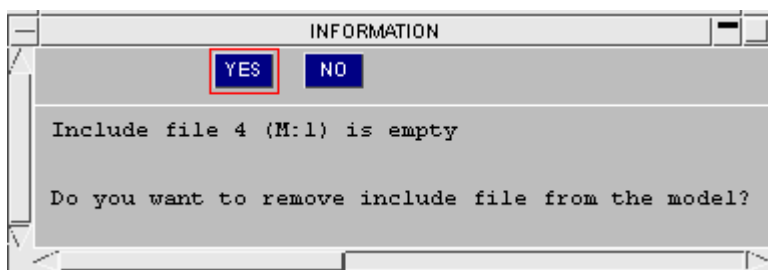 INFORMATION
YES NO
Include file 4 (M:1) is empty
Do you want to remove include file from the model?